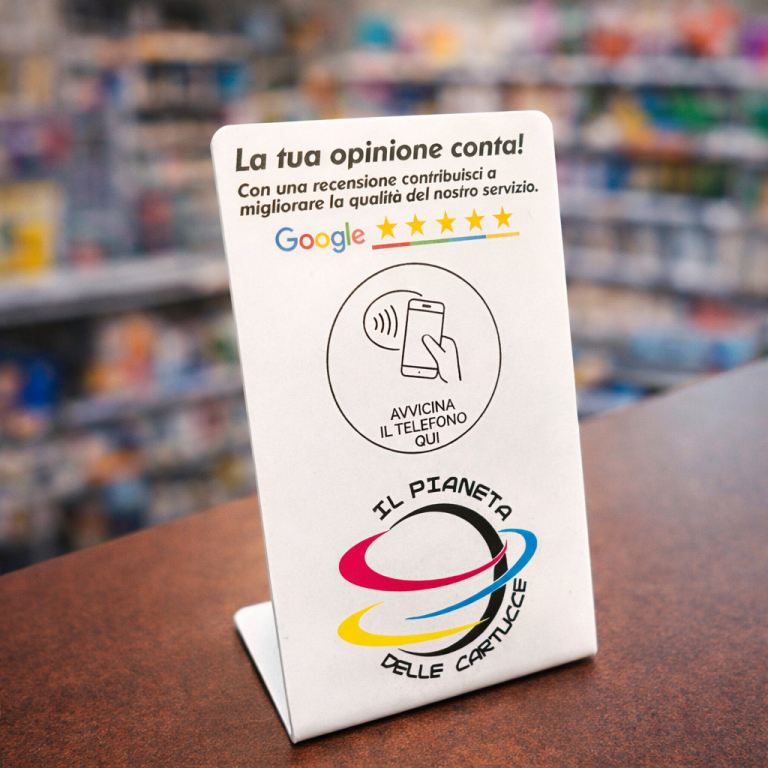 La tua opinione conta!
Con una recensione contribuisci a
migliorare la qualità del nostro servizio.
Google
AVVICINA
IL TELEFONO
QUI
IL PIANETA
DELLE CARTUCCE